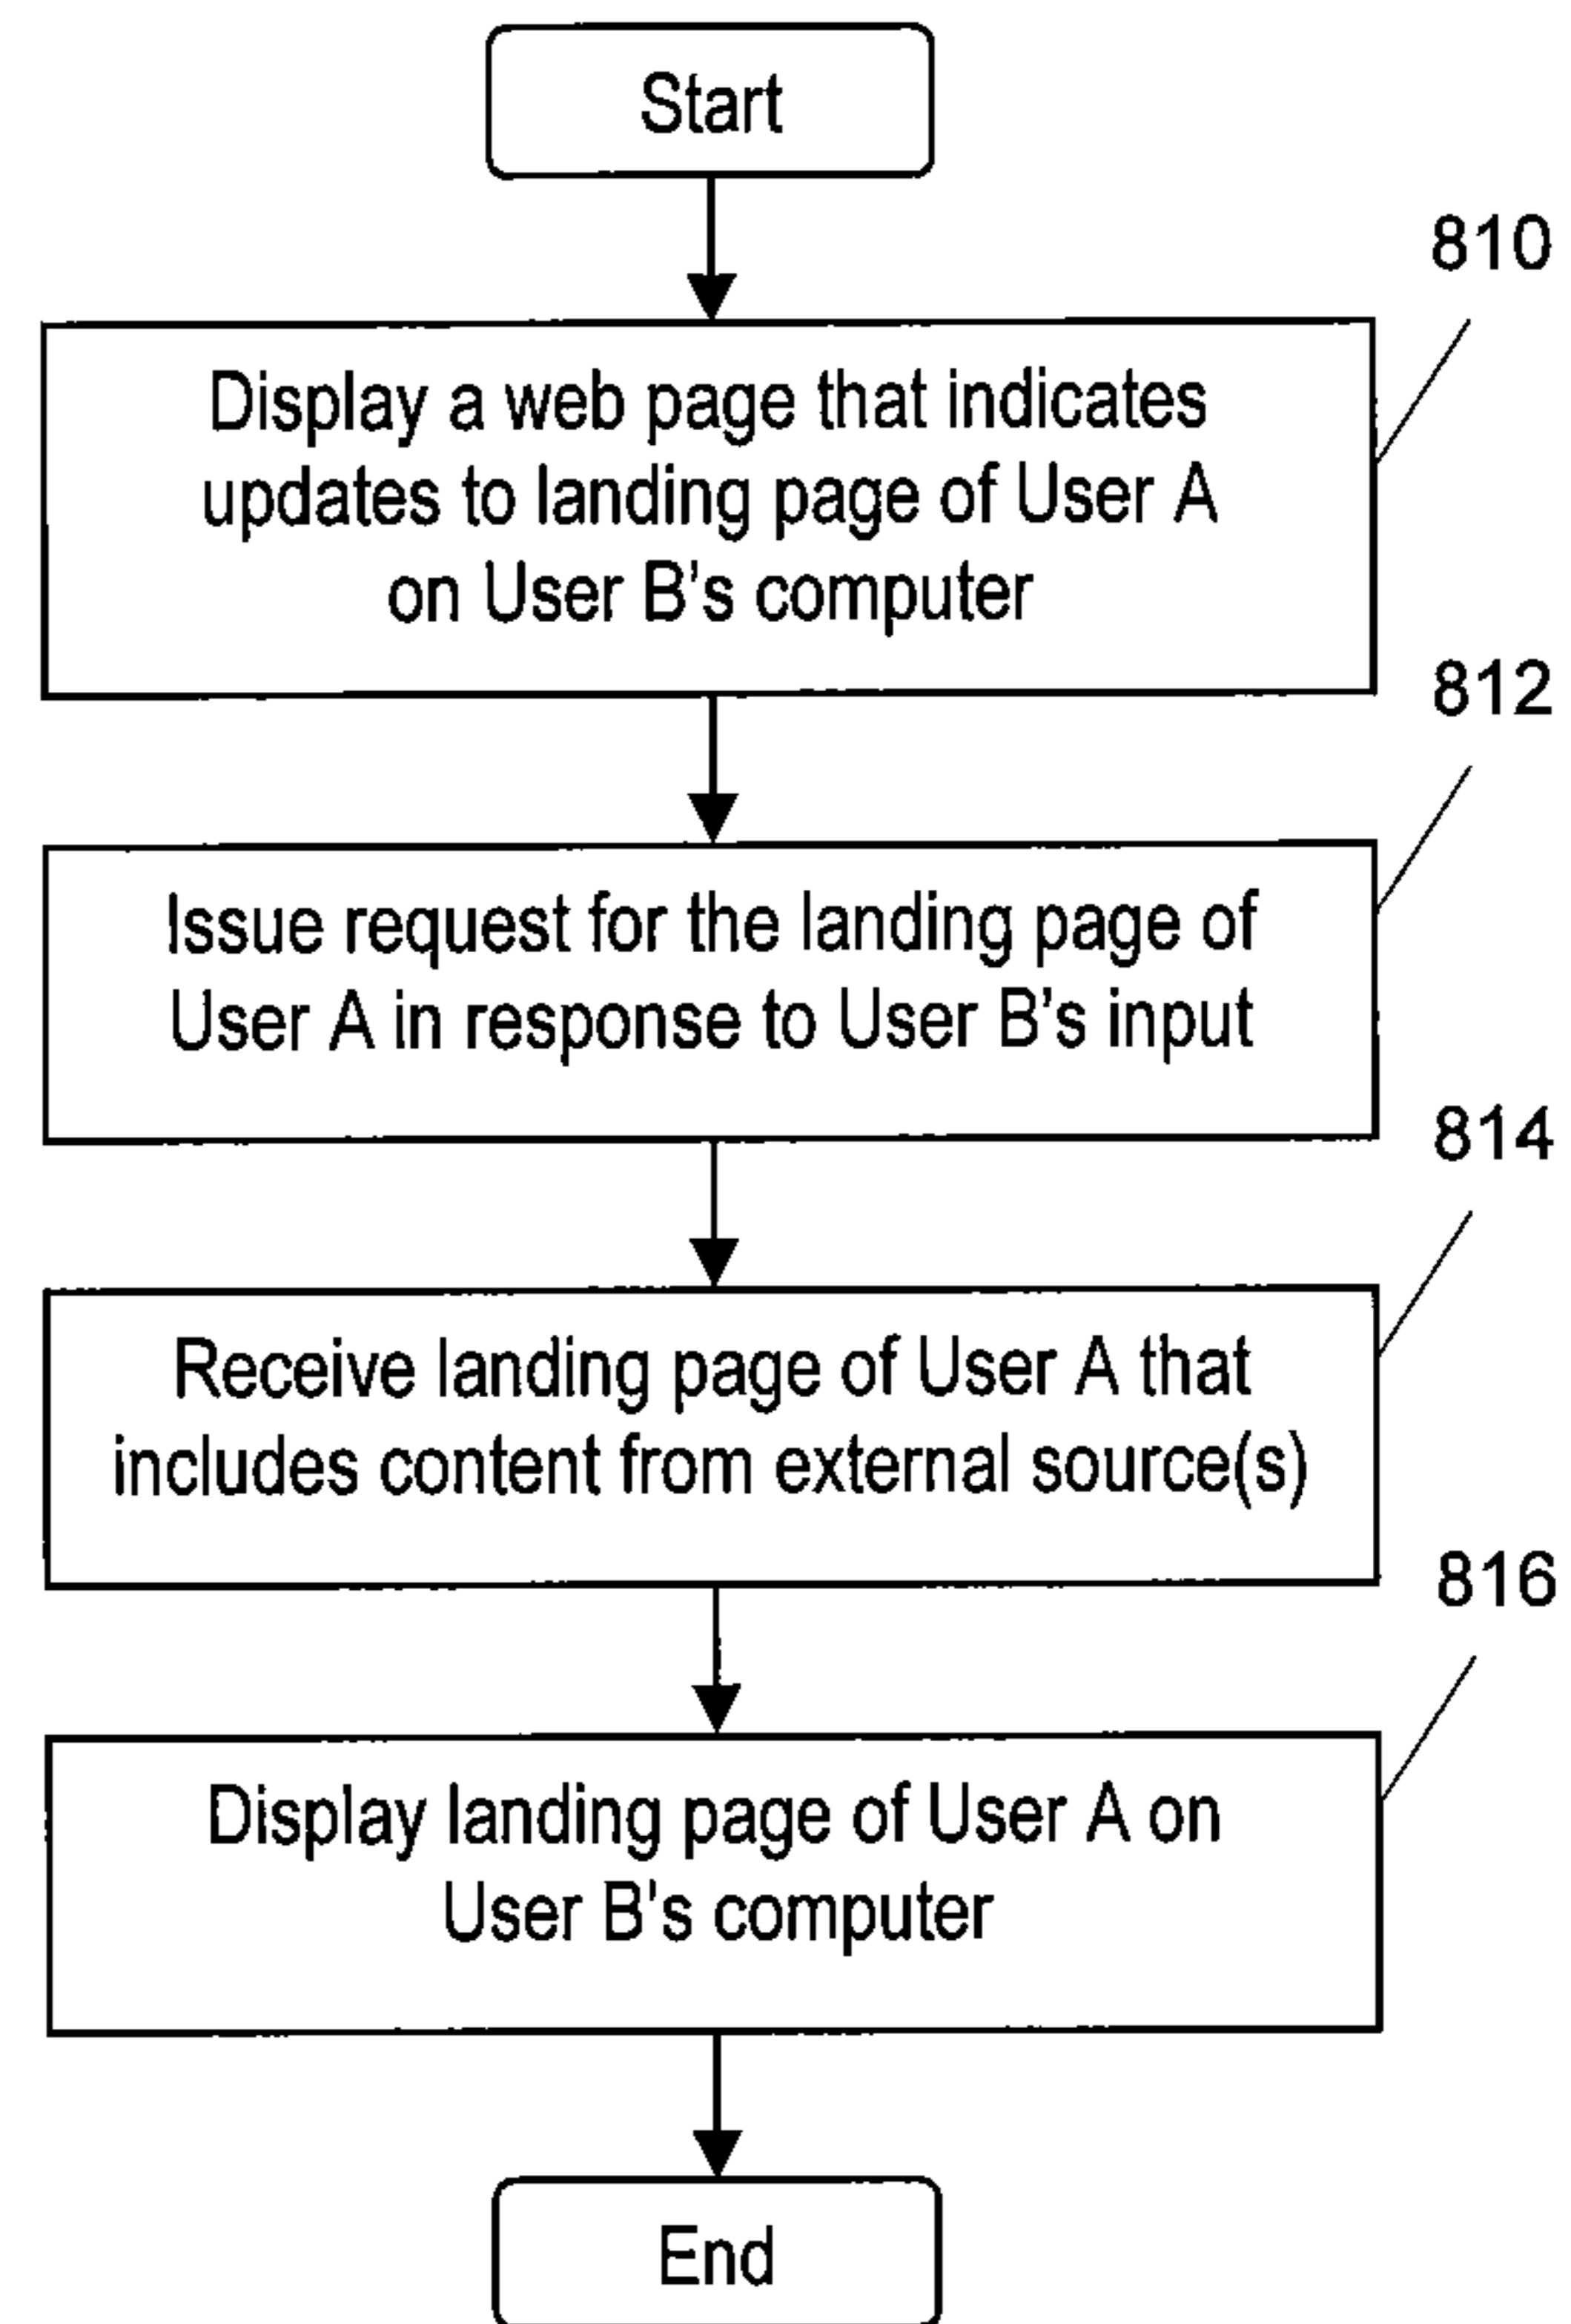 Start
810
Display a web page that indicates
updates to landing page of User A
on User B's computer
812
Issue request for the landing page of
User A in response to User B's input
814
Receive landing page of User A that
includes content from external source(s)
816
Display landing page of User A on
User B's computer
End